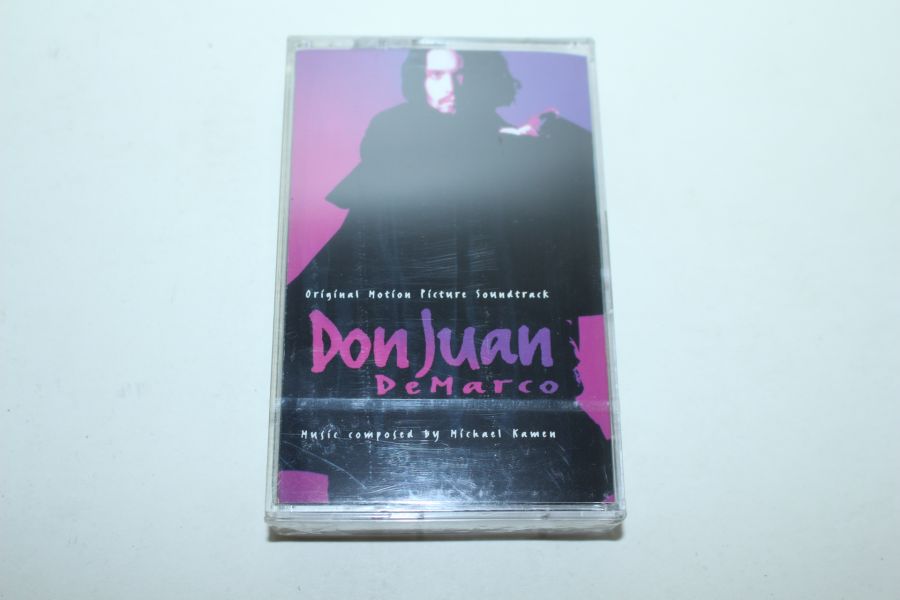 Original Motion Picture Soundtrack
Don Juan
DeMarco
Music composed by Michael Kamen